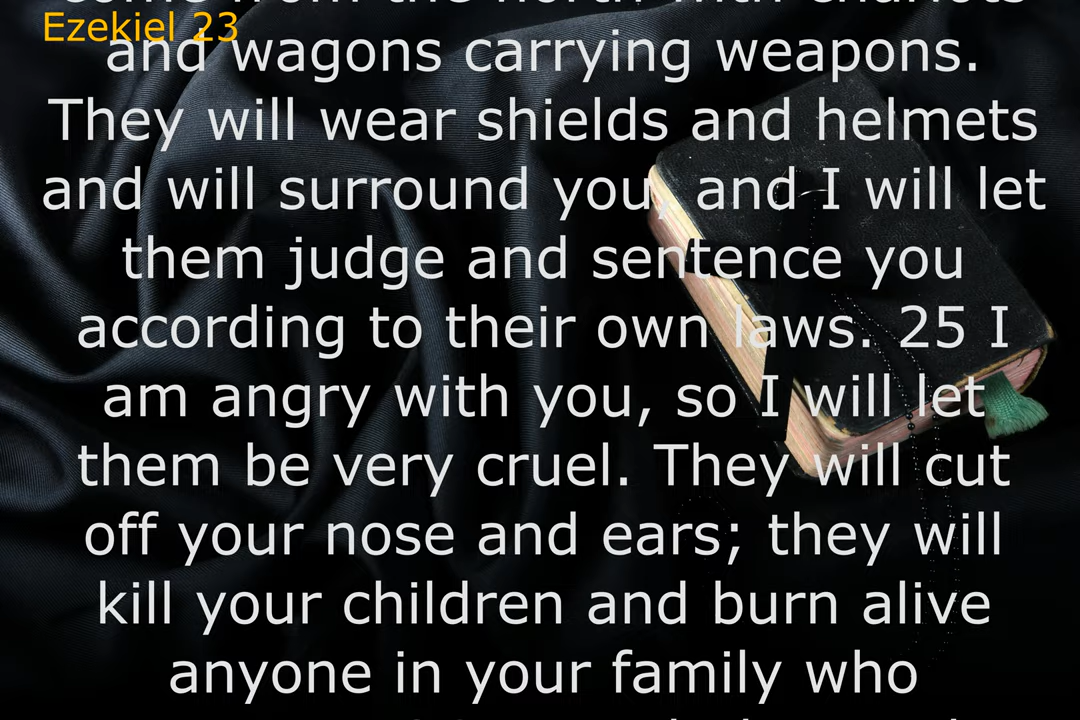 come from the north with chariots
Ezekiel 23
and wagons carrying weapons.
They will wear shields and helmets
and will surround you, and I will let
them judge and sentence you
according to their own laws. 25 I
am angry with you, so I will let
them be very cruel. They will cut
off your nose and ears; they will
kill your children and burn alive
anyone in your family who